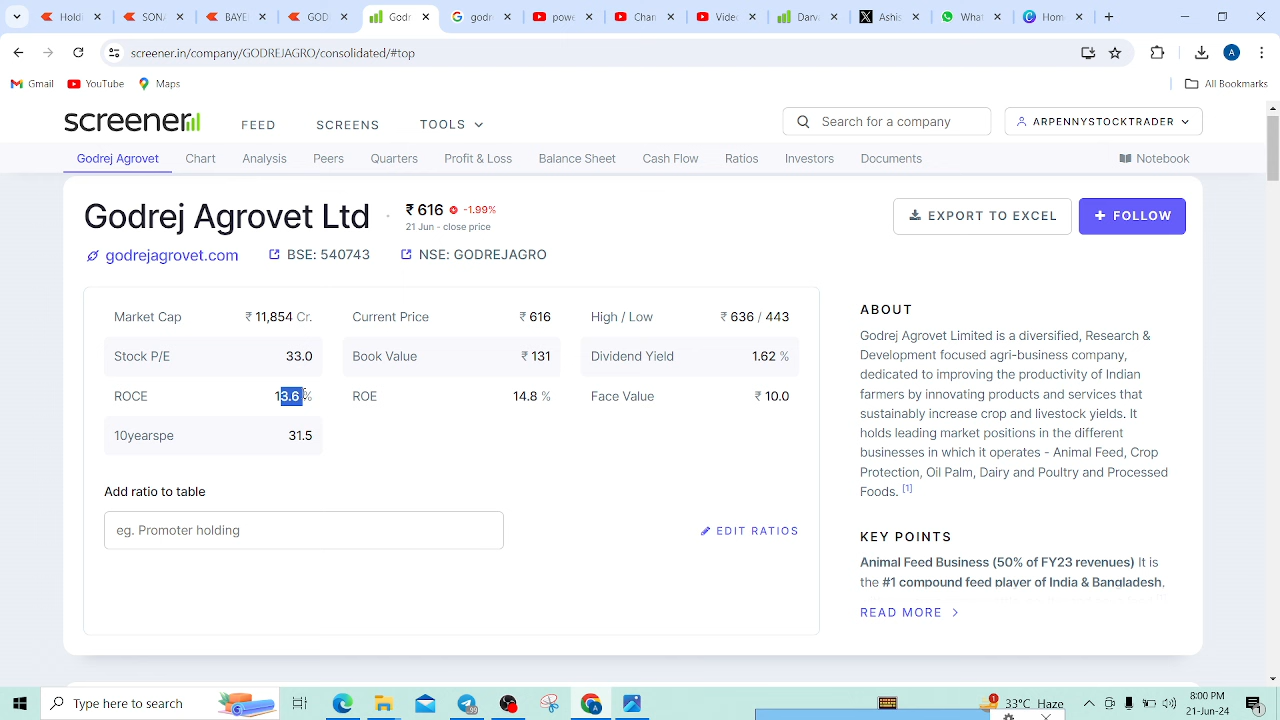 Hold
SONA
BAYE
GOD
Godr
godr
powe
Char
Vide
Dang
Ashis
What
Hom
screener.in/company/GODREJAGRO/consolidated/#top
A
Gmail
YouTube
Maps
All Bookmarks
screener
FEED
SCREENS
TOOLS
Search for a company
ARPENNYSTOCKTRADER
Godrej Agrovet
Chart
Analysis
Peers
Quarters
Profit & Loss
Balance Sheet
Cash Flow
Ratios
Investors
Documents
Notebook
Godrej Agrovet Ltd
₹ 616 -1.99%
21 Jun - close price
EXPORT TO EXCEL
FOLLOW
godrejagrovet.com
BSE: 540743
NSE: GODREJAGRO
Market Cap ₹ 11,854 Cr.
Current Price ₹ 616
High / Low ₹ 636 / 443
Stock P/E 33.0
Book Value ₹ 131
Dividend Yield 1.62 %
ROCE 13.6 %
ROE 14.8 %
Face Value ₹ 10.0
10yearspe 31.5
Add ratio to table
eg. Promoter holding
EDIT RATIOS
ABOUT
Godrej Agrovet Limited is a diversified, Research &
Development focused agri-business company,
dedicated to improving the productivity of Indian
farmers by innovating products and services that
sustainably increase crop and livestock yields. It
holds leading market positions in the different
businesses in which it operates - Animal Feed, Crop
Protection, Oil Palm, Dairy and Poultry and Processed
Foods. [1]
KEY POINTS
Animal Feed Business (50% of FY23 revenues) It is
the #1 compound feed player of India & Bangladesh,
READ MORE
Type here to search
33°C Haze
8:00 PM
21-Jun-24